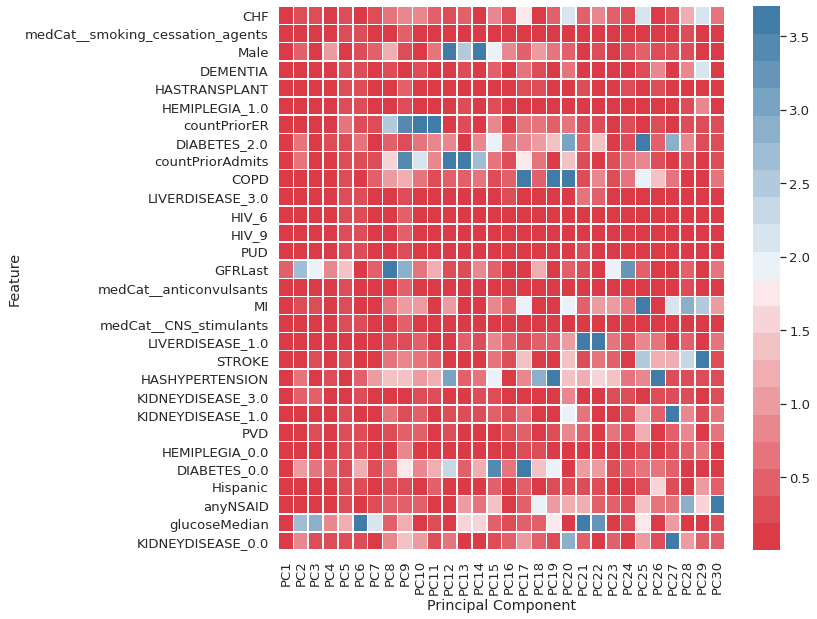 Feature
CHF
medCat__smoking_cessation_agents
Male
DEMENTIA
HASTRANSPLANT
HEMIPLEGIA_1.0
countPriorER
DIABETES_2.0
countPriorAdmits
COPD
LIVERDISEASE_3.0
HIV_6
HIV_9
PUD
GFRLast
medCat__anticonvulsants
MI
medCat__CNS_stimulants
LIVERDISEASE_1.0
STROKE
HASHYPERTENSION
KIDNEYDISEASE_3.0
KIDNEYDISEASE_1.0
PVD
HEMIPLEGIA_0.0
DIABETES_0.0
Hispanic
anyNSAID
glucoseMedian
KIDNEYDISEASE_0.0
PC1
PC2
PC3
PC4
PC5
PC6
PC7
PC8
PC9
PC10
PC11
PC12
PC13
PC14
PC15
PC16
PC17
PC18
PC19
PC20
PC21
PC22
PC23
PC24
PC25
PC26
PC27
PC28
PC29
PC30
Principal Component
3.5
3.0
2.5
2.0
1.5
1.0
0.5